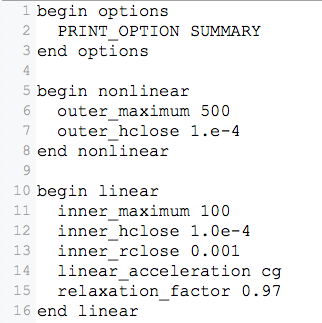 1 begin options
2   PRINT_OPTION SUMMARY
3 end options
4
5 begin nonlinear
6   outer_maximum 500
7   outer_hclose 1.e-4
8 end nonlinear
9
10 begin linear
11   inner_maximum 100
12   inner_hclose 1.0e-4
13   inner_rclose 0.001
14   linear_acceleration cg
15   relaxation_factor 0.97
16 end linear